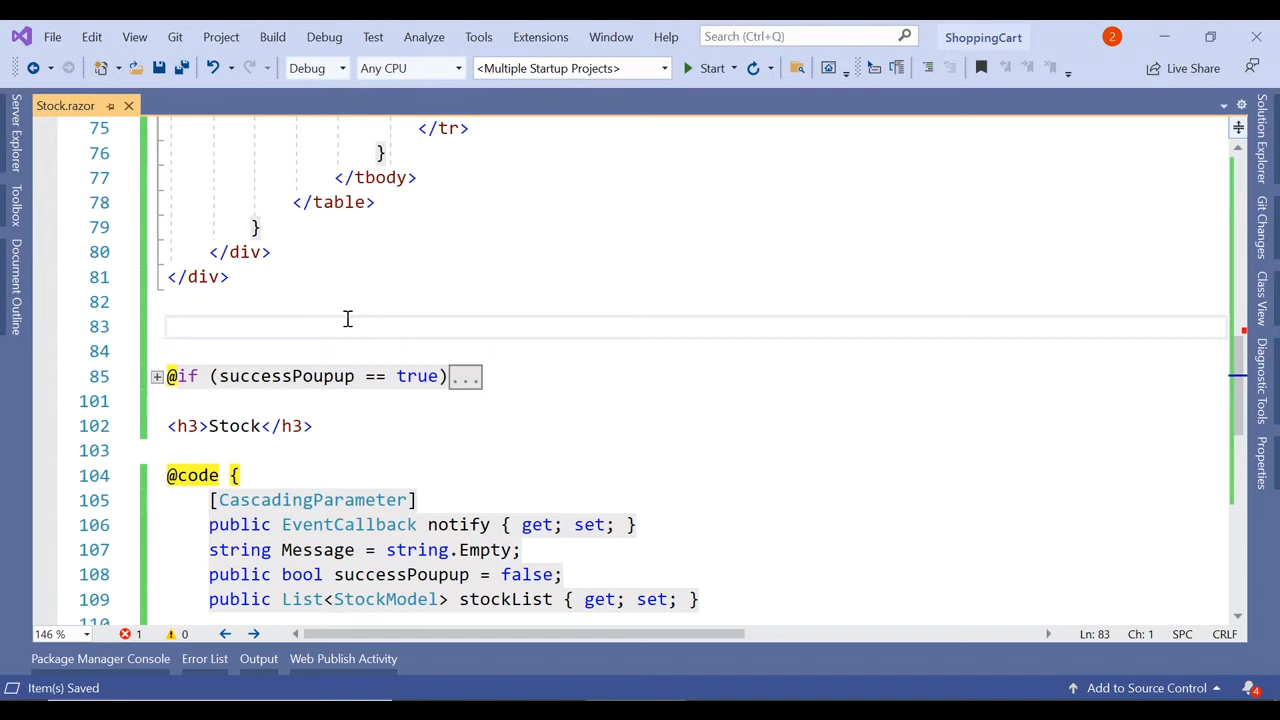 File Edit View Git Project Build Debug Test Analyze Tools Extensions Window Help Search (Ctrl+Q) ShoppingCart 2
Debug Any CPU <Multiple Startup Projects> Start Live Share
Stock.razor
Server Explorer
Toolbox
Document Outline
75 </tr>
76 }
77 </tbody>
78 </table>
79 }
80 </div>
81 </div>
82
83
84
85 @if (successPoupup == true)...
101
102 <h3>Stock</h3>
103
104 @code {
105 [CascadingParameter]
106 public EventCallback notify { get; set; }
107 string Message = string.Empty;
108 public bool successPoupup = false;
109 public List<StockModel> stockList { get; set; }
110
Solution Explorer
Git Changes
Class View
Diagnostic Tools
Properties
146 % 1 0 Ln: 83 Ch: 1 SPC CRLF
Package Manager Console Error List Output Web Publish Activity
Item(s) Saved Add to Source Control 4